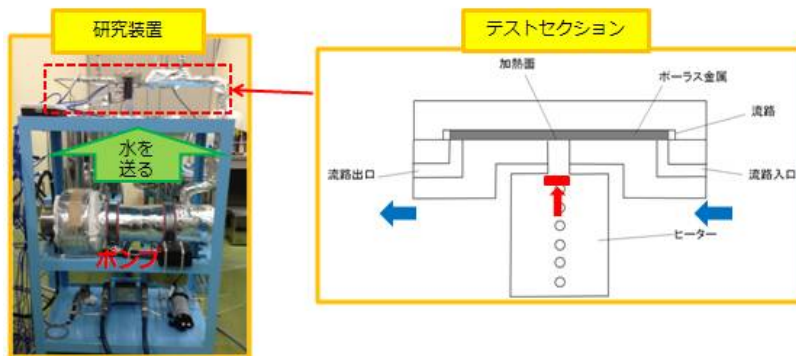 研究装置
テストセクション
水を
送る
ポンプ
加熱面
ポーラス金属
流路
流路出口
流路入口
ヒーター